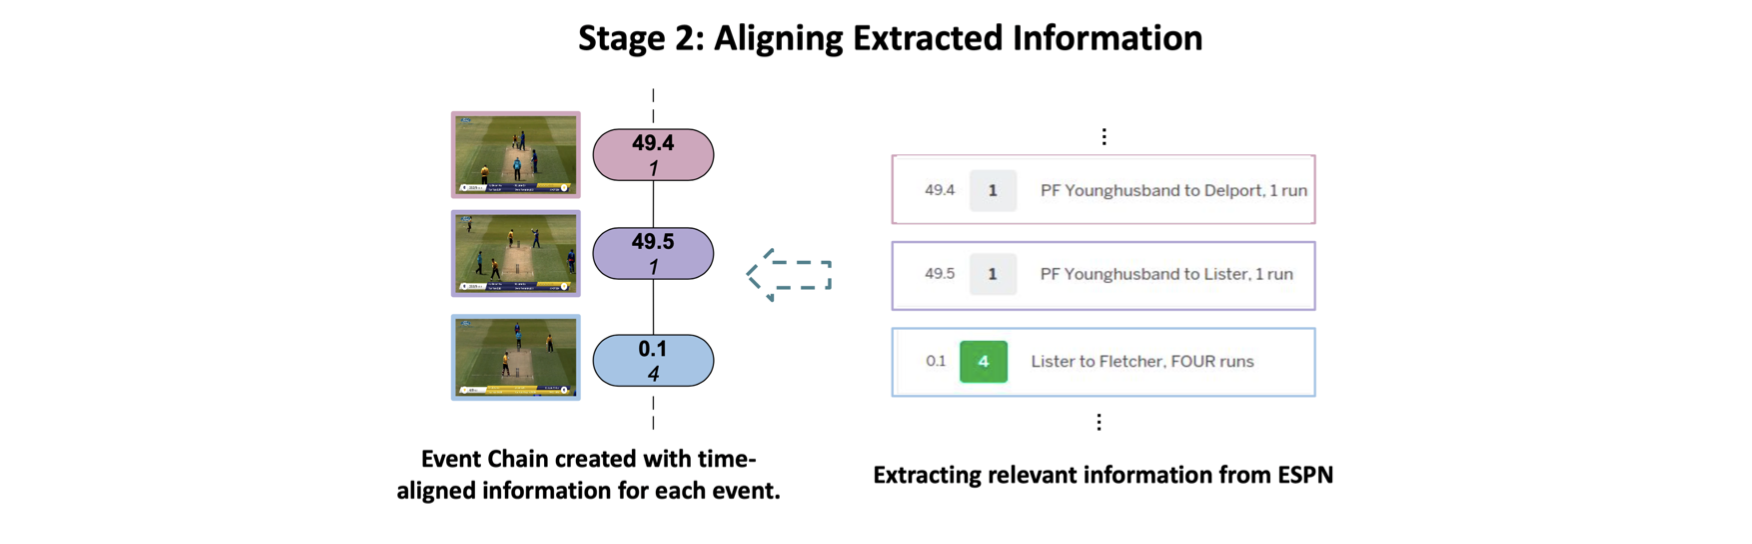 Stage 2: Aligning Extracted Information
49.4
1
49.5
1
0.1
4
Event Chain created with time-
aligned information for each event.
⋮
49.4 1 PF Younghusband to Delport, 1 run
49.5 1 PF Younghusband to Lister, 1 run
0.1 4 Lister to Fletcher, FOUR runs
⋮
Extracting relevant information from ESPN